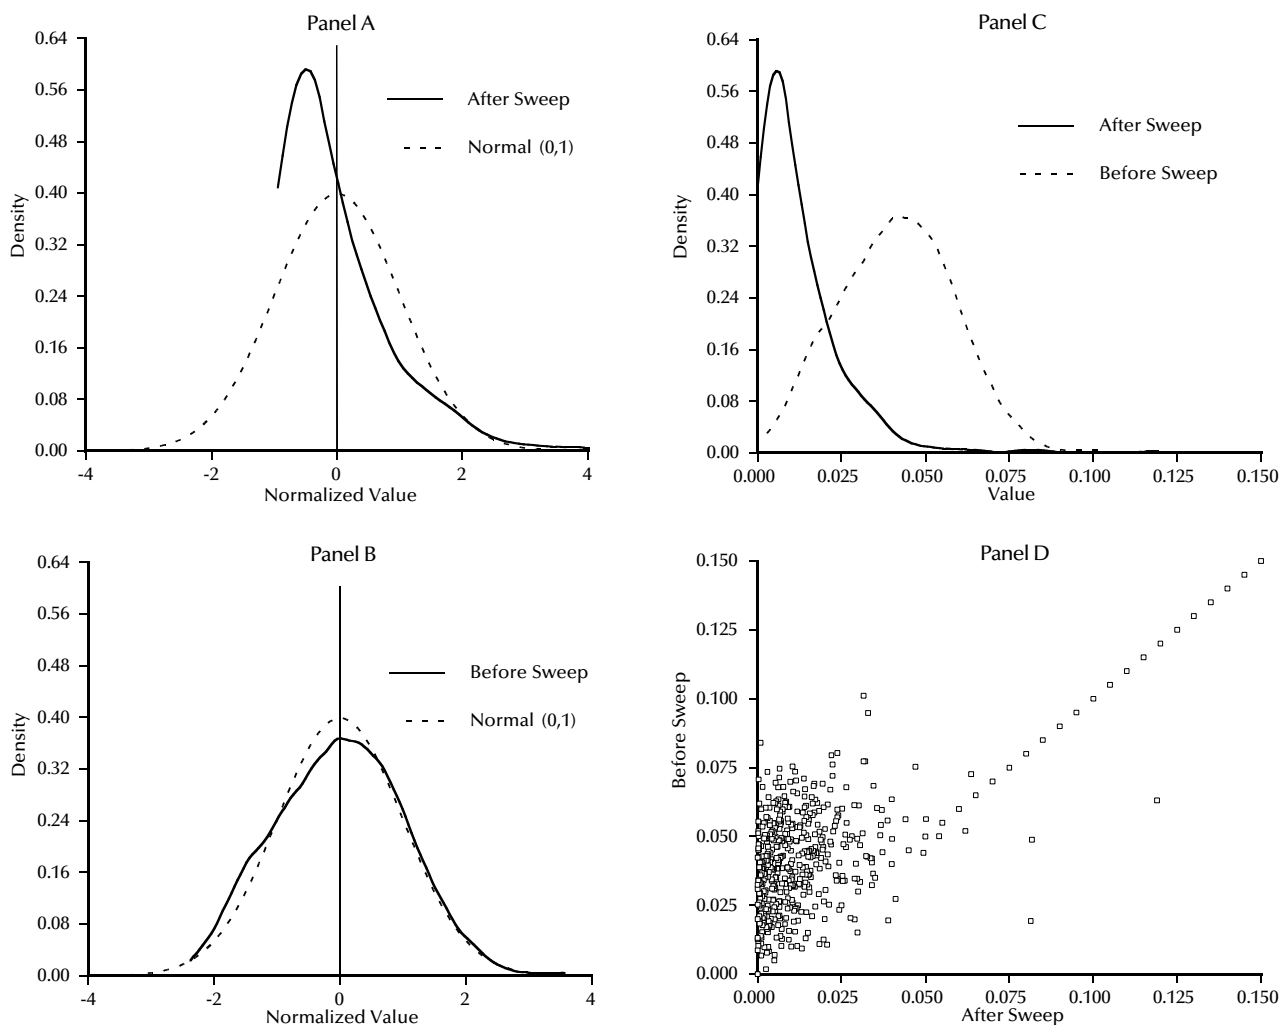 Panel A
0.64
0.56
0.48
0.40
0.32
0.24
0.16
0.08
0.00
Density
After Sweep
Normal (0,1)
-4 -2 0 2 4
Normalized Value
Panel C
0.64
0.56
0.48
0.40
0.32
0.24
0.16
0.08
0.00
Density
After Sweep
Before Sweep
0.000 0.025 0.050 0.075 0.100 0.125 0.150
Value
Panel B
0.64
0.56
0.48
0.40
0.32
0.24
0.16
0.08
0.00
Density
Before Sweep
Normal (0,1)
-4 -2 0 2 4
Normalized Value
Panel D
0.150
0.125
0.100
0.075
0.050
0.025
0.000
Before Sweep
0.000 0.025 0.050 0.075 0.100 0.125 0.150
After Sweep